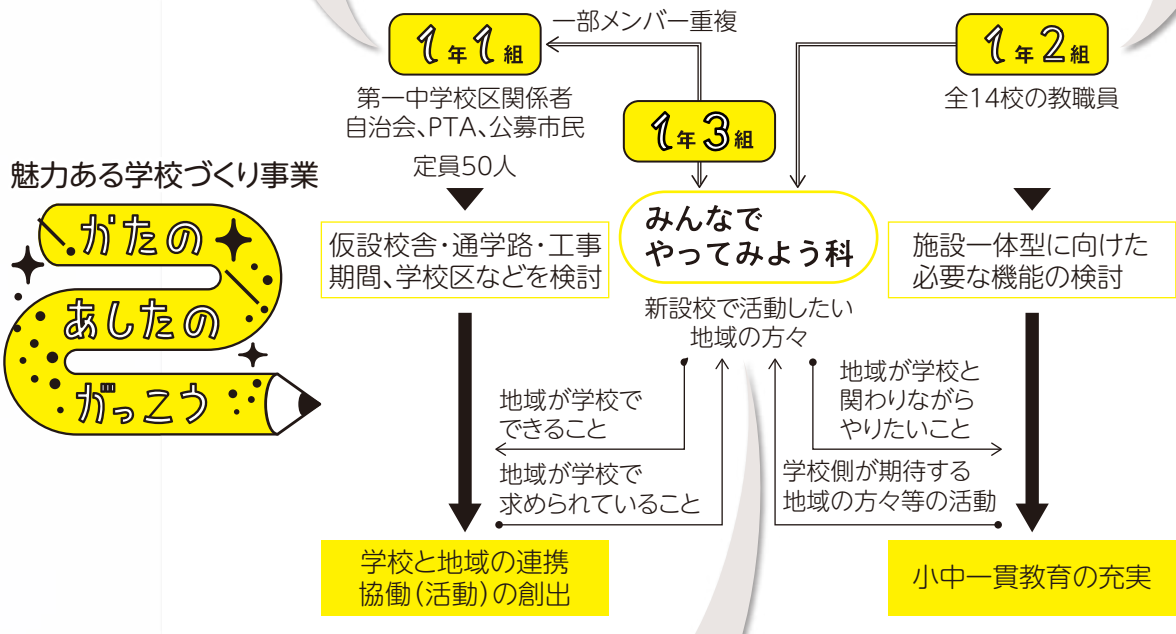 一部メンバー重複
1年1組
1年2組
第一中学校区関係者
自治会、PTA、公募市民
定員50人
1年3組
全14校の教職員
魅力ある学校づくり事業
かたの
あしたの
がっこう
仮設校舎・通学路・工事
期間、学校区などを検討
みんなで
やってみよう科
施設一体型に向けた
必要な機能の検討
新設校で活動したい
地域の方々
地域が学校で
できること
地域が学校で
求められていること
地域が学校と
関わりながら
やりたいこと
学校側が期待する
地域の方々等の活動
学校と地域の連携
協働(活動)の創出
小中一貫教育の充実